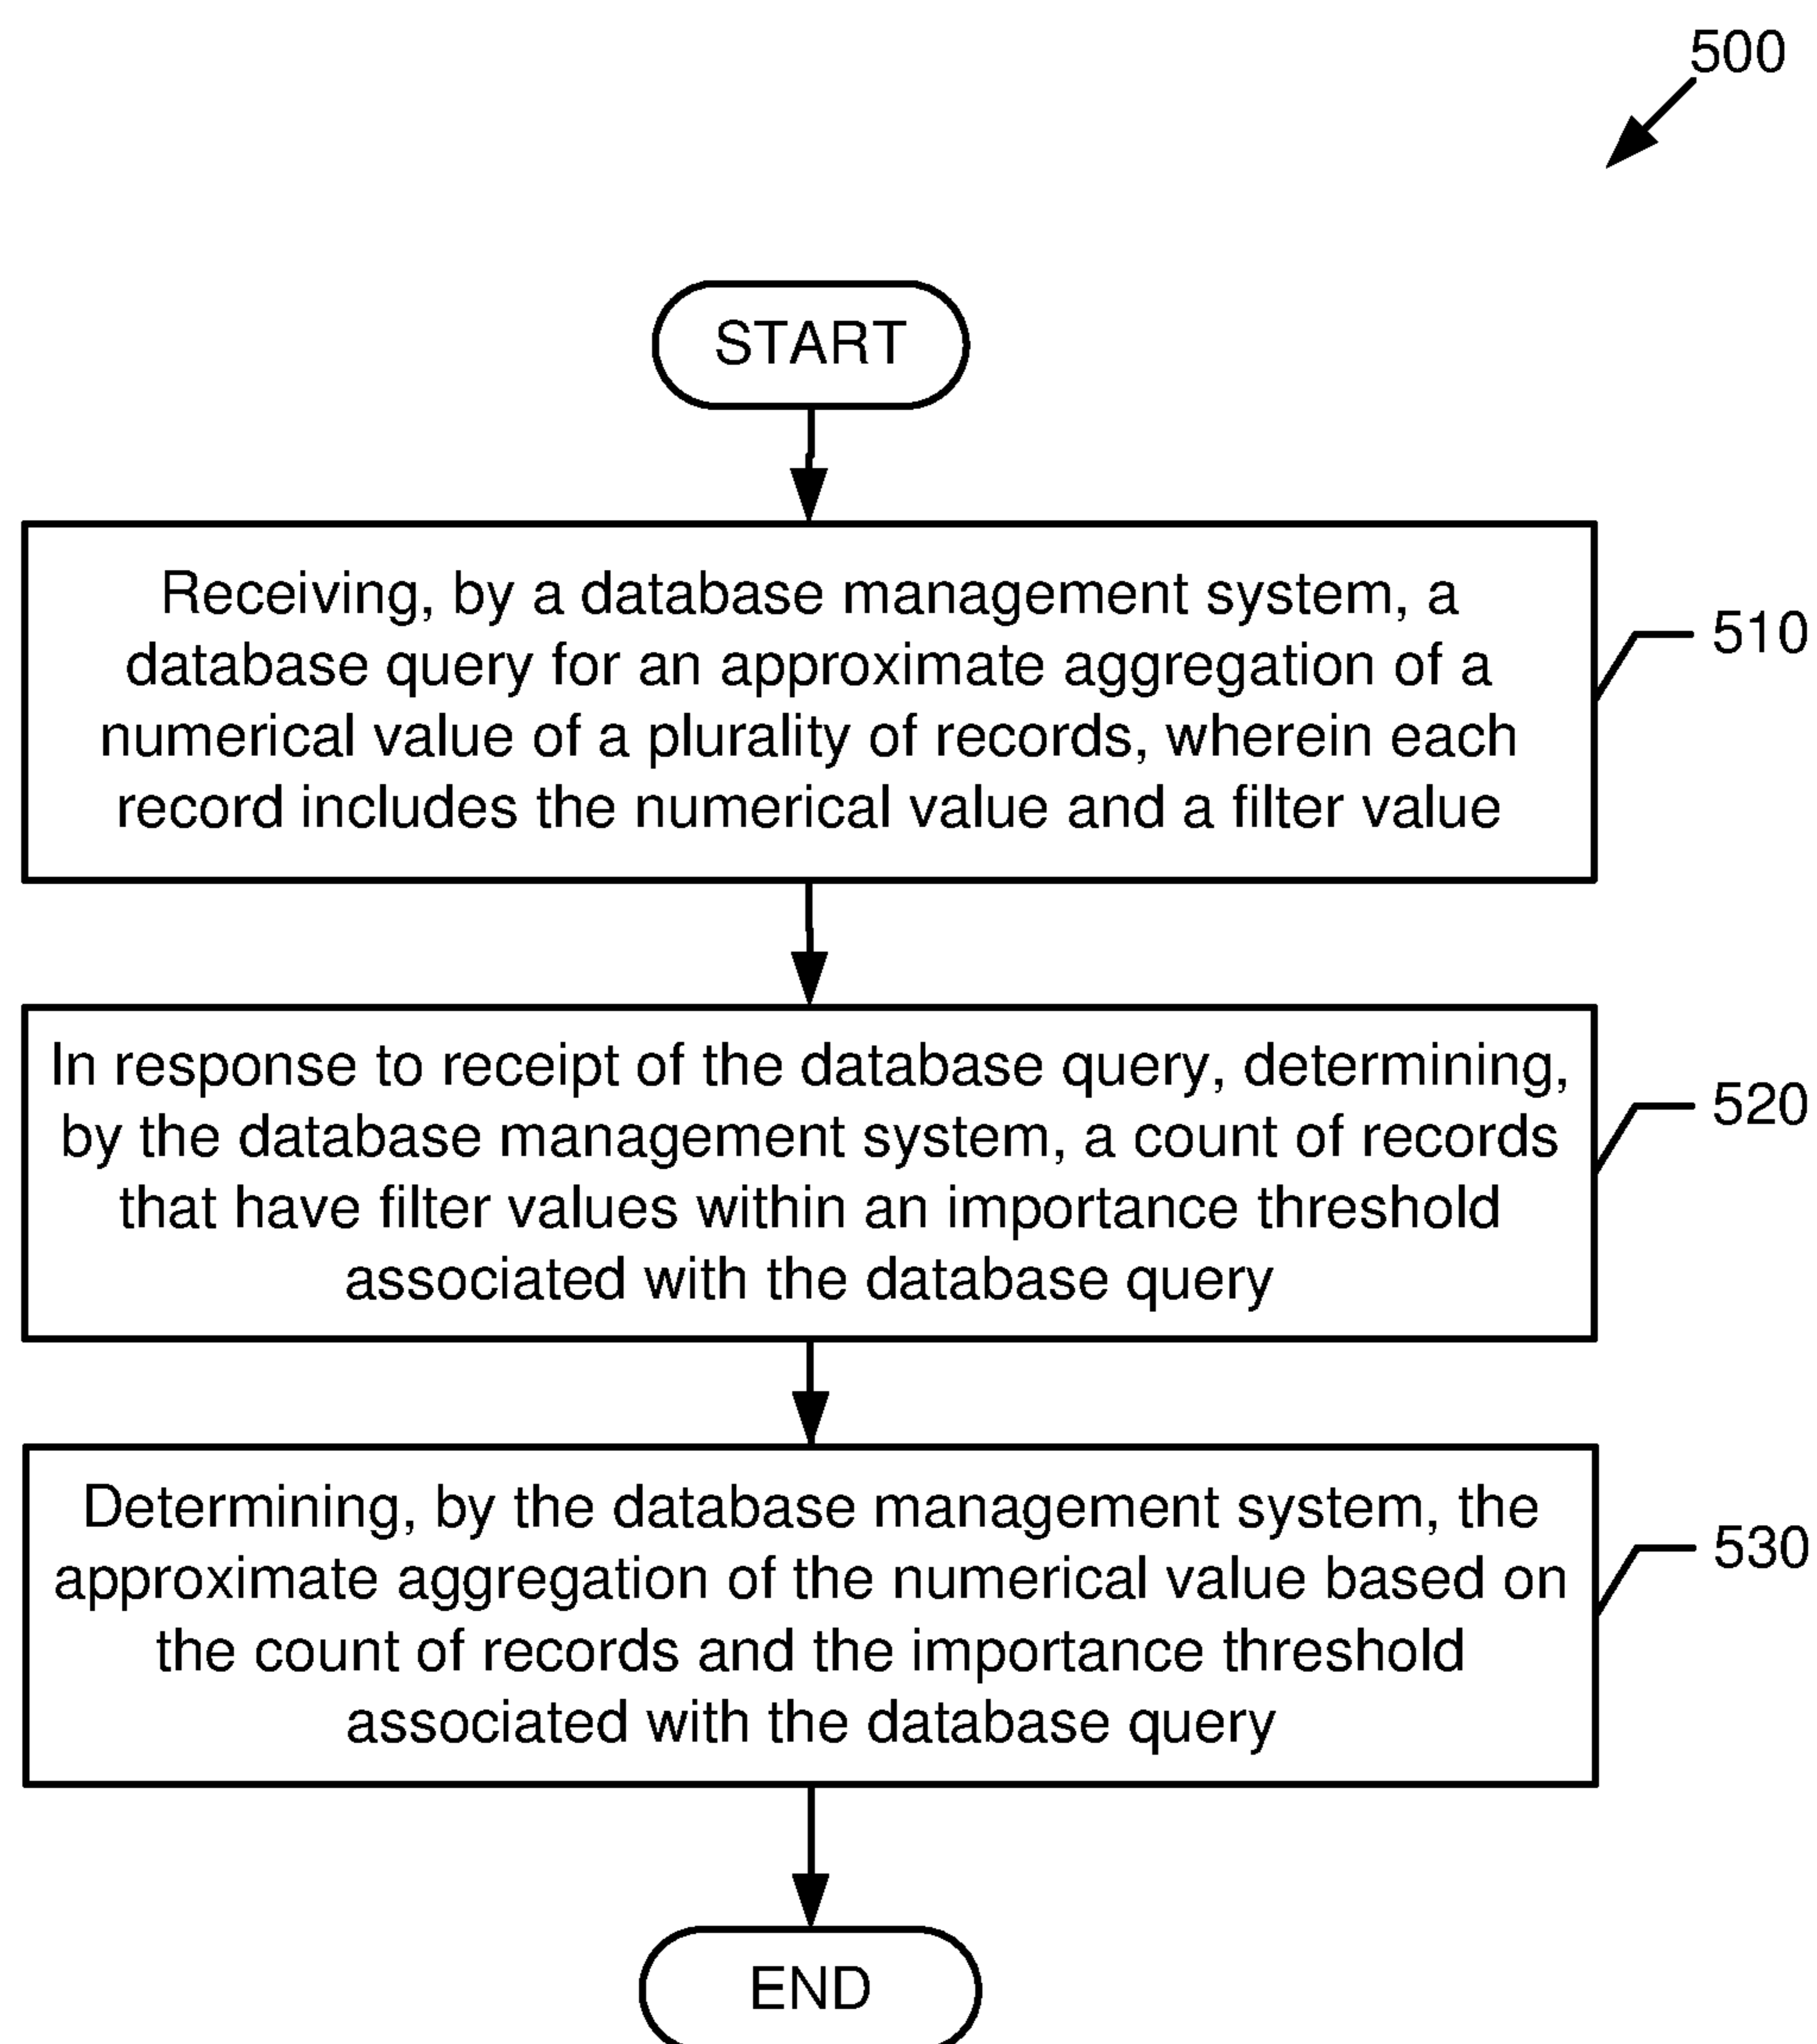 500
START
Receiving, by a database management system, a
database query for an approximate aggregation of a
numerical value of a plurality of records, wherein each
record includes the numerical value and a filter value
510
In response to receipt of the database query, determining,
by the database management system, a count of records
that have filter values within an importance threshold
associated with the database query
520
Determining, by the database management system, the
approximate aggregation of the numerical value based on
the count of records and the importance threshold
associated with the database query
530
END